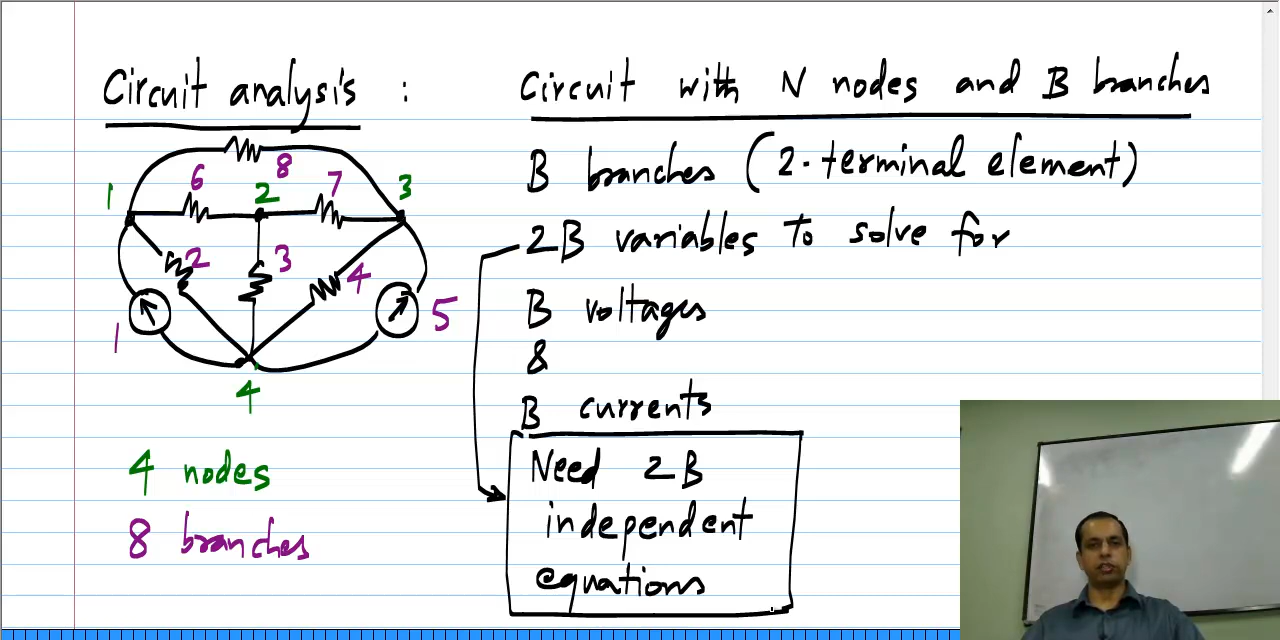 Circuit analysis :
Circuit with N nodes and B branches
B branches (2-terminal element)
2B variables to solve for
B voltages
&
B currents
Need 2B
independent
equations
8
6
7
1
2
3
2
3
4
1
5
4
4 nodes
8 branches